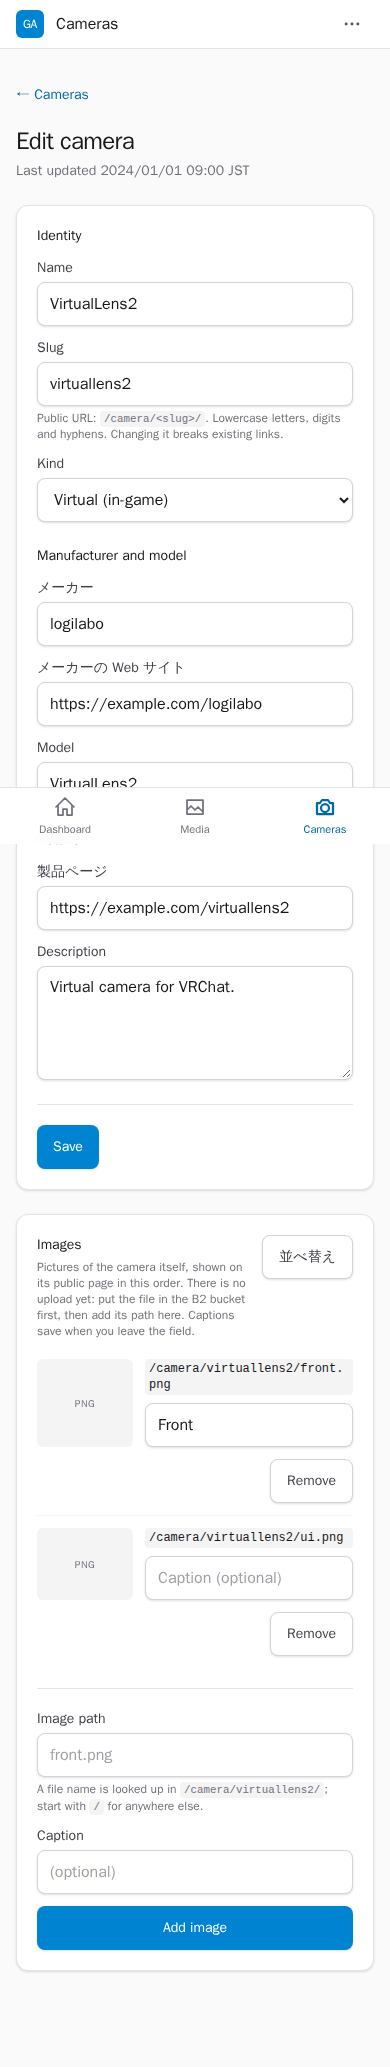 GA Cameras ...
← Cameras
Edit camera
Last updated 2024/01/01 09:00 JST
Identity
Name
VirtualLens2
Slug
virtuallens2
Public URL: /camera/<slug>/. Lowercase letters, digits
and hyphens. Changing it breaks existing links.
Kind
Virtual (in-game)
Manufacturer and model
メーカー
logilabo
メーカーの Web サイト
https://example.com/logilabo
Model
VirtualLens2
Dashboard Media Cameras
製品ページ
https://example.com/virtuallens2
Description
Virtual camera for VRChat.
Save
Images
並べ替え
Pictures of the camera itself, shown on
its public page in this order. There is no
upload yet: put the file in the B2 bucket
first, then add its path here. Captions
save when you leave the field.
PNG
/camera/virtuallens2/front.
png
Front
Remove
PNG
/camera/virtuallens2/ui.png
Caption (optional)
Remove
Image path
front.png
A file name is looked up in /camera/virtuallens2/;
start with / for anywhere else.
Caption
(optional)
Add image